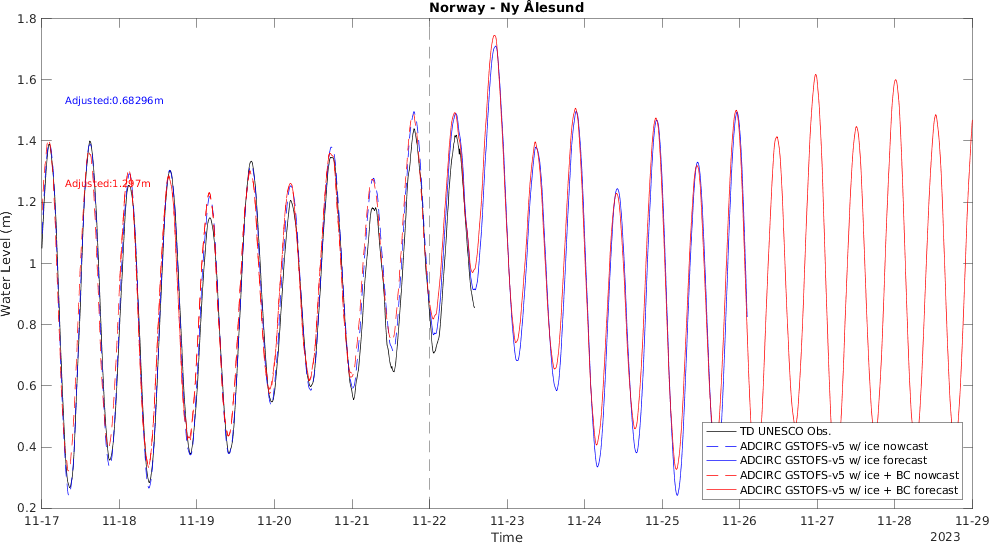 Norway - Ny Ålesund
1.8
1.6
1.4
1.2
1
0.8
0.6
0.4
0.2
Water Level (m)
Adjusted:0.68296m
Adjusted:1.297m
TD UNESCO Obs.
ADCIRC GSTOFS-v5 w/ ice nowcast
ADCIRC GSTOFS-v5 w/ ice forecast
ADCIRC GSTOFS-v5 w/ ice + BC nowcast
ADCIRC GSTOFS-v5 w/ ice + BC forecast
11-17 11-18 11-19 11-20 11-21 11-22 11-23 11-24 11-25 11-26 11-27 11-28 11-29
Time
2023